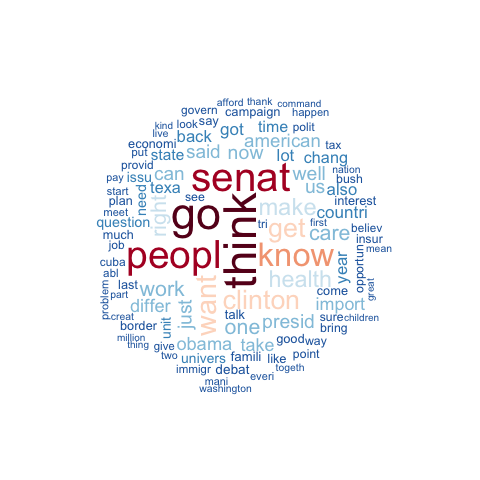 afford thank command
govern campaign happen
kind look say got time polit
live back american
economi said now lot chang tax
put state senat nation
provid can well bush
pay issu us also
start need texa see make interest
plan right go tri first countri
meet think get believ
question care insur
much peopl know mean
job health year
cuba want opportun
abl last work clinton come great
problem part differ import
creat just talk sure children
border unit one presid bring
million obama take good way
thing give univers famili like point
two debat
immigr everi togeth
mani
washington